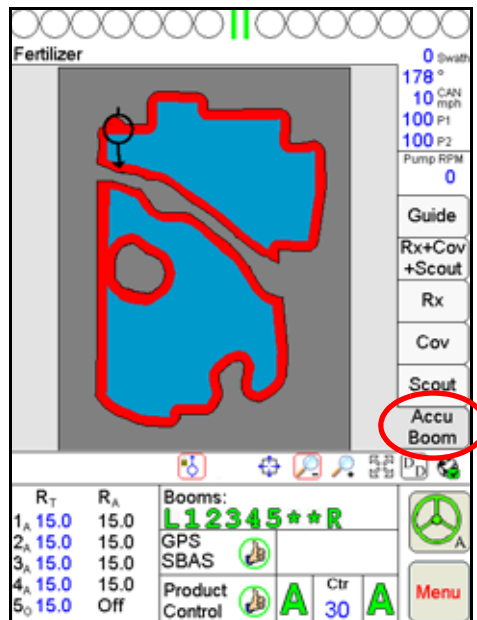 Fertilizer
0 Swath
178 °
10 CAN mph
100 P1
100 P2
Pump RPM
0
Guide
Rx+Cov
+Scout
Rx
Cov
Scout
Accu
Boom
DD
RT RA
1A 15.0 15.0
2A 15.0 15.0
3A 15.0 15.0
4A 15.0 15.0
5O 15.0 Off
Booms:
L12345**R
GPS
SBAS
Product
Control
A
Ctr
30
A
A
Menu